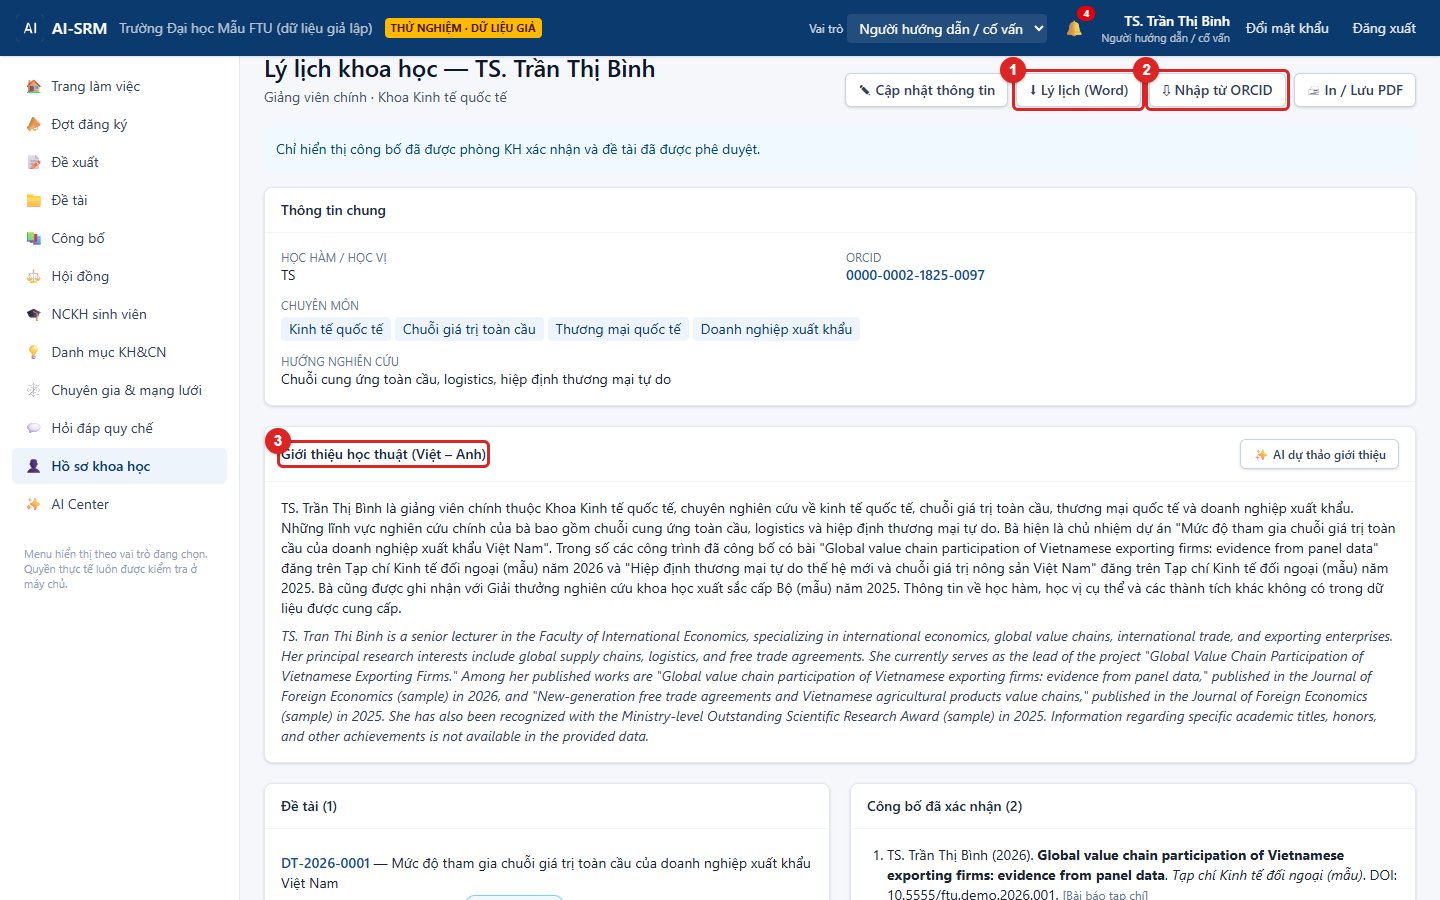 AI AI-SRM Trường Đại học Mẫu FTU (dữ liệu giả lập) THỬ NGHIỆM · DỮ LIỆU GIẢ
Vai trò Người hướng dẫn / cố vấn 4 TS. Trần Thị Bình Đổi mật khẩu Đăng xuất
Người hướng dẫn / cố vấn
Trang làm việc
Đợt đăng ký
Đề xuất
Đề tài
Công bố
Hội đồng
NCKH sinh viên
Danh mục KH&CN
Chuyên gia & mạng lưới
Hỏi đáp quy chế
Hồ sơ khoa học
AI Center
Menu hiển thị theo vai trò đang chọn.
Quyền thực tế luôn được kiểm tra ở
máy chủ.
Lý lịch khoa học — TS. Trần Thị Bình
Giảng viên chính · Khoa Kinh tế quốc tế
Cập nhật thông tin
1
Lý lịch (Word)
2
Nhập từ ORCID
In / Lưu PDF
Chỉ hiển thị công bố đã được phòng KH xác nhận và đề tài đã được phê duyệt.
Thông tin chung
HỌC HÀM / HỌC VỊ
TS
ORCID
0000-0002-1825-0097
CHUYÊN MÔN
Kinh tế quốc tế Chuỗi giá trị toàn cầu Thương mại quốc tế Doanh nghiệp xuất khẩu
HƯỚNG NGHIÊN CỨU
Chuỗi cung ứng toàn cầu, logistics, hiệp định thương mại tự do
3
Giới thiệu học thuật (Việt – Anh)
AI dự thảo giới thiệu
TS. Trần Thị Bình là giảng viên chính thuộc Khoa Kinh tế quốc tế, chuyên nghiên cứu về kinh tế quốc tế, chuỗi giá trị toàn cầu, thương mại quốc tế và doanh nghiệp xuất khẩu.
Những lĩnh vực nghiên cứu chính của bà bao gồm chuỗi cung ứng toàn cầu, logistics và hiệp định thương mại tự do. Bà hiện là chủ nhiệm dự án "Mức độ tham gia chuỗi giá trị toàn
cầu của doanh nghiệp xuất khẩu Việt Nam". Trong số các công trình đã công bố có bài "Global value chain participation of Vietnamese exporting firms: evidence from panel data"
đăng trên Tạp chí Kinh tế đối ngoại (mẫu) năm 2026 và "Hiệp định thương mại tự do thế hệ mới và chuỗi giá trị nông sản Việt Nam" đăng trên Tạp chí Kinh tế đối ngoại (mẫu) năm
2025. Bà cũng được ghi nhận với Giải thưởng nghiên cứu khoa học xuất sắc cấp Bộ (mẫu) năm 2025. Thông tin về học hàm, học vị cụ thể và các thành tích khác không có trong dữ
liệu được cung cấp.
TS. Tran Thi Binh is a senior lecturer in the Faculty of International Economics, specializing in international economics, global value chains, international trade, and exporting enterprises.
Her principal research interests include global supply chains, logistics, and free trade agreements. She currently serves as the lead of the project "Global Value Chain Participation of
Vietnamese Exporting Firms." Among her published works are "Global value chain participation of Vietnamese exporting firms: evidence from panel data," published in the Journal of
Foreign Economics (sample) in 2026, and "New-generation free trade agreements and Vietnamese agricultural products value chains," published in the Journal of Foreign Economics
(sample) in 2025. She has also been recognized with the Ministry-level Outstanding Scientific Research Award (sample) in 2025. Information regarding specific academic titles, honors,
and other achievements is not available in the provided data.
Đề tài (1)
DT-2026-0001 — Mức độ tham gia chuỗi giá trị toàn cầu của doanh nghiệp xuất khẩu
Việt Nam
Công bố đã xác nhận (2)
1. TS. Trần Thị Bình (2026). Global value chain participation of Vietnamese
exporting firms: evidence from panel data. Tạp chí Kinh tế đối ngoại (mẫu). DOI:
10.5555/ftu.demo.2026.001. [Bài báo tạp chí]